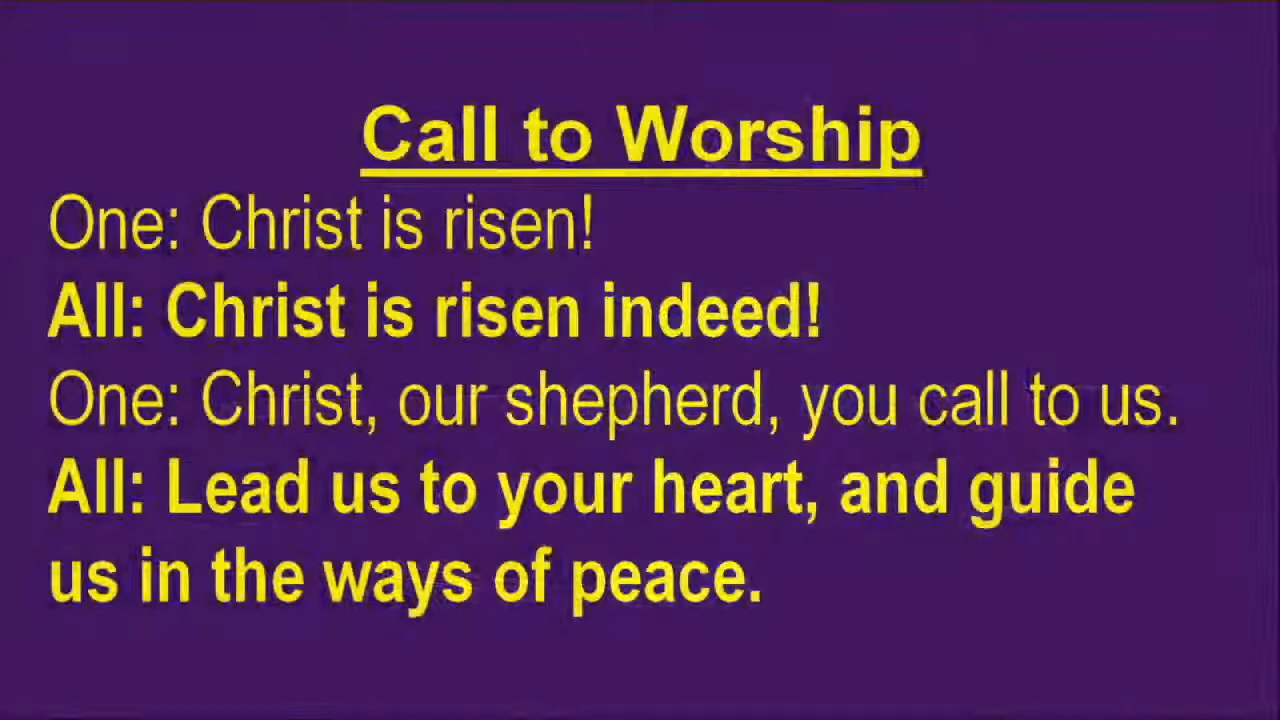 Call to Worship
One: Christ is risen!
All: Christ is risen indeed!
One: Christ, our shepherd, you call to us.
All: Lead us to your heart, and guide
us in the ways of peace.